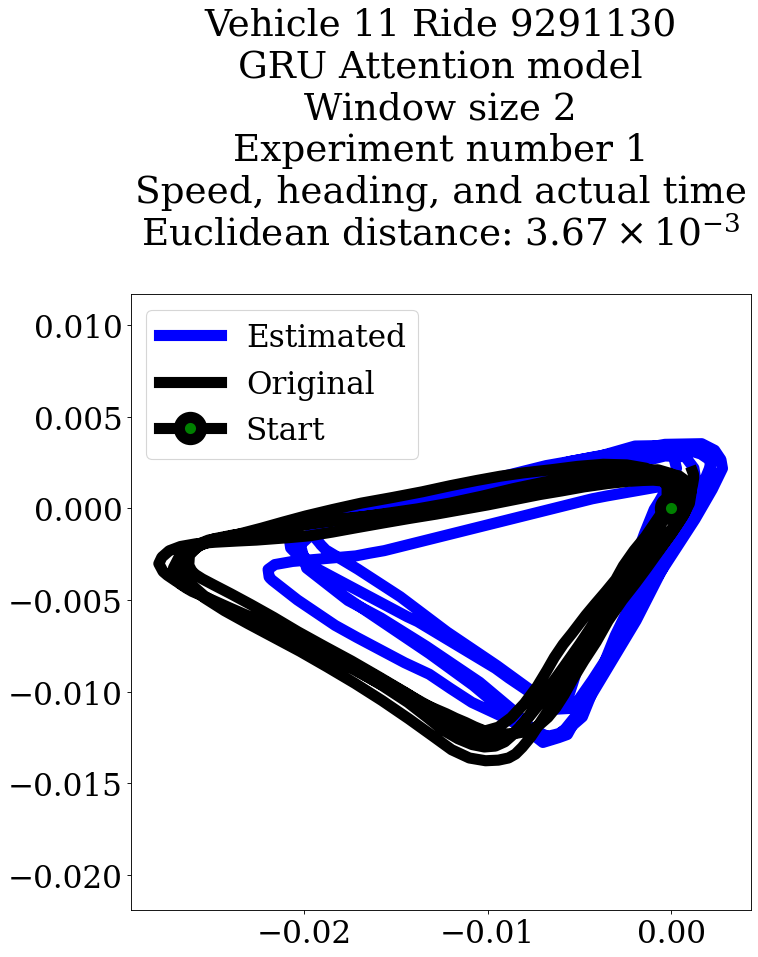 Vehicle 11 Ride 9291130
GRU Attention model
Window size 2
Experiment number 1
Speed, heading, and actual time
Euclidean distance: 3.67 × 10⁻³
Estimated
Original
Start
0.010
0.005
0.000
−0.005
−0.010
−0.015
−0.020
−0.02 −0.01 0.00